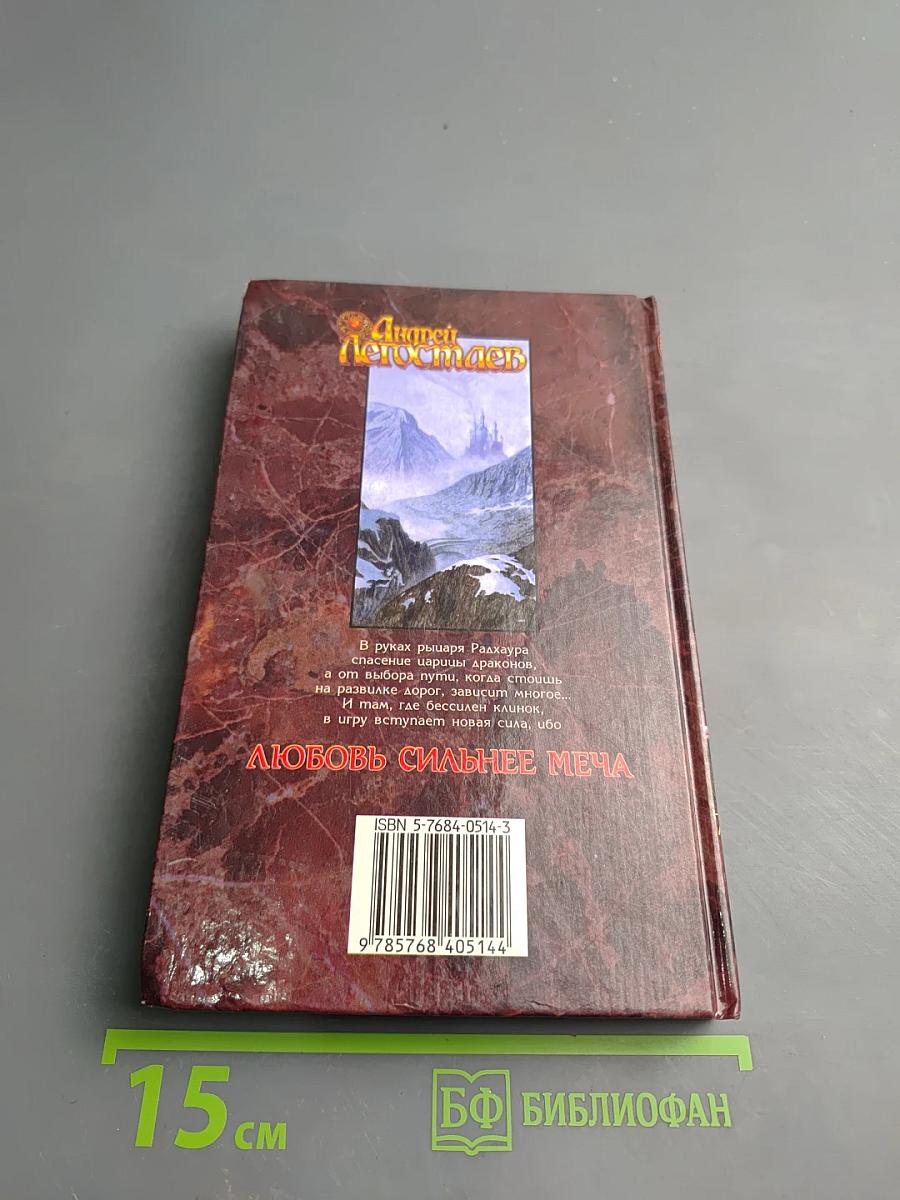 Андрей
Легостаев
В руках рыцаря Радхаура
спасение царицы драконов,
а от выбора пути, когда стоишь
на развилке дорог, зависит многое...
И там, где бессилен клинок,
в игру вступает новая сила, ибо
ЛЮБОВЬ СИЛЬНЕЕ МЕЧА
ISBN 5-7684-0514-3
9 785768 405144
15 см
БФ БИБЛИОФАН